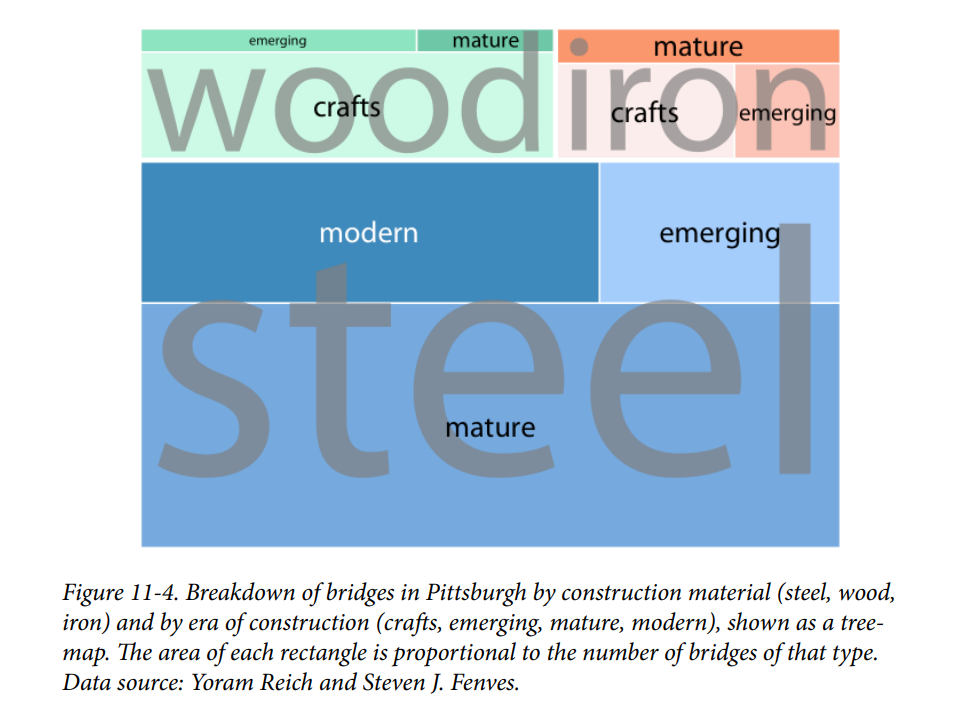 emerging
mature
mature
wood
iron
crafts
crafts
emerging
modern
emerging
steel
mature
Figure 11-4. Breakdown of bridges in Pittsburgh by construction material (steel, wood,
iron) and by era of construction (crafts, emerging, mature, modern), shown as a tree-
map. The area of each rectangle is proportional to the number of bridges of that type.
Data source: Yoram Reich and Steven J. Fenves.